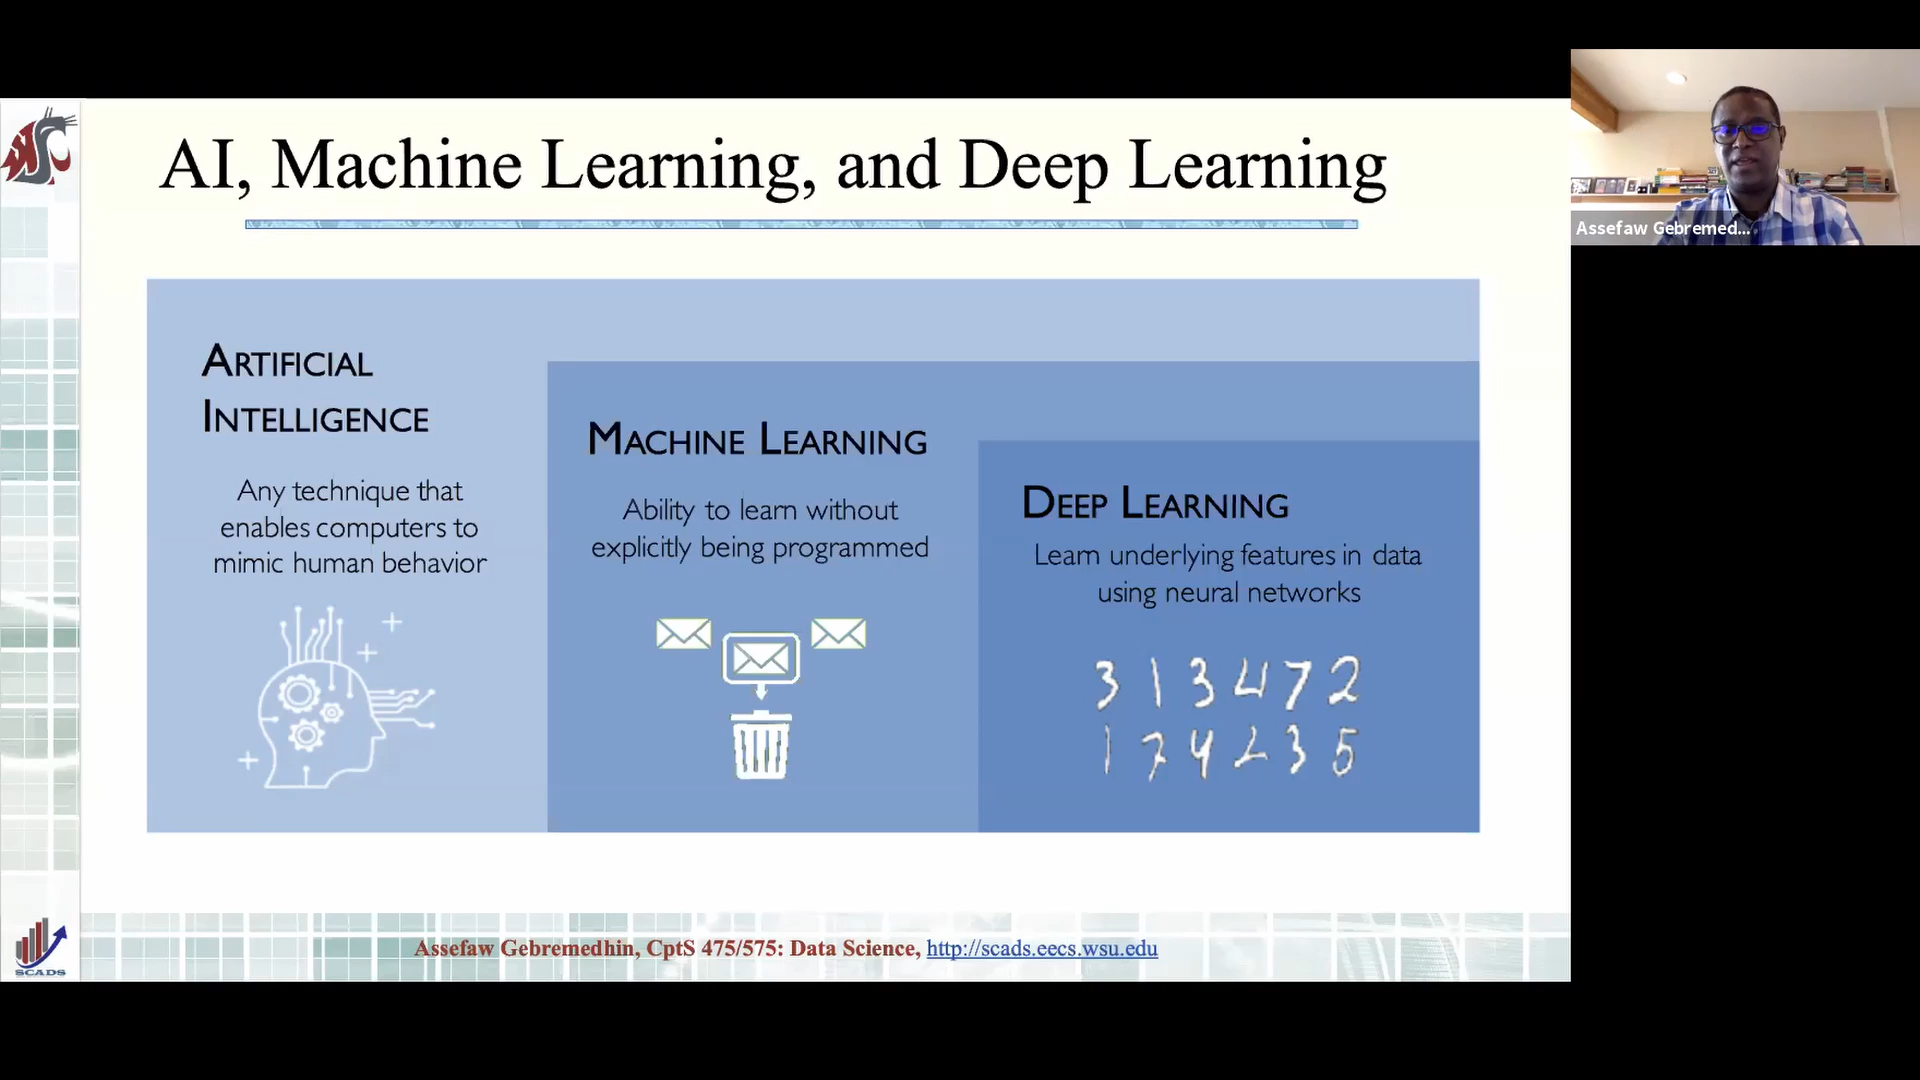 AI, Machine Learning, and Deep Learning
Assefaw Gebremed...
ARTIFICIAL
INTELLIGENCE
Any technique that
enables computers to
mimic human behavior
MACHINE LEARNING
Ability to learn without
explicitly being programmed
DEEP LEARNING
Learn underlying features in data
using neural networks
3 1 3 4 7 2
1 7 4 2 3 5
SCADS
Assefaw Gebremedhin, CptS 475/575: Data Science, http://scads.eecs.wsu.edu